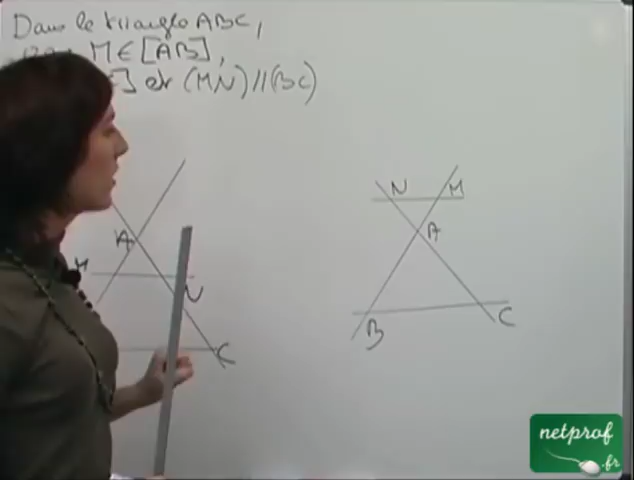 Dans le triangle ABC,
M ∈ [AB],
] et (MN)//(BC)
N M
A
B C
A
M N
C
netprof
.fr